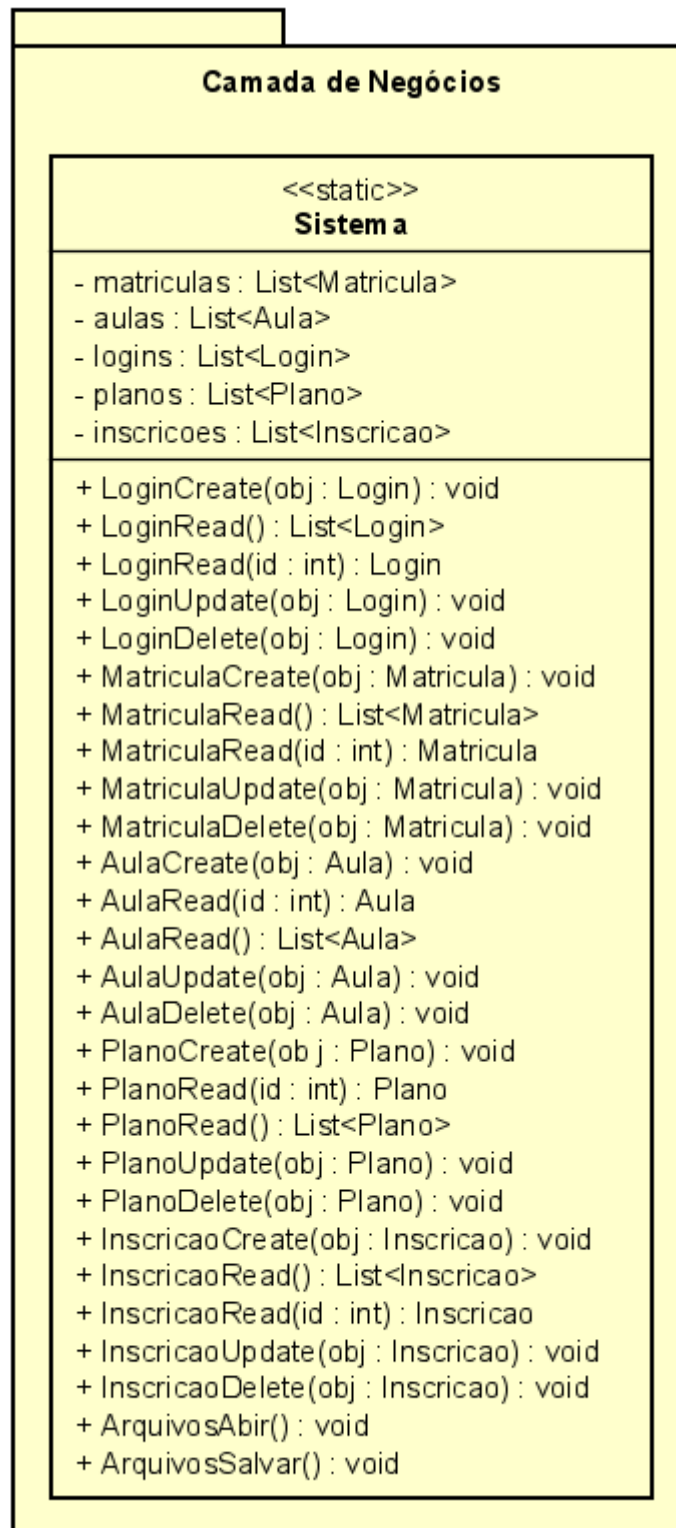 Camada de Negócios
<<static>>
Sistema
- matriculas : List<Matricula>
- aulas : List<Aula>
- logins : List<Login>
- planos : List<Plano>
- inscricoes : List<Inscricao>
+ LoginCreate(obj : Login) : void
+ LoginRead() : List<Login>
+ LoginRead(id : int) : Login
+ LoginUpdate(obj : Login) : void
+ LoginDelete(obj : Login) : void
+ MatriculaCreate(obj : Matricula) : void
+ MatriculaRead() : List<Matricula>
+ MatriculaRead(id : int) : Matricula
+ MatriculaUpdate(obj : Matricula) : void
+ MatriculaDelete(obj : Matricula) : void
+ AulaCreate(obj : Aula) : void
+ AulaRead(id : int) : Aula
+ AulaRead() : List<Aula>
+ AulaUpdate(obj : Aula) : void
+ AulaDelete(obj : Aula) : void
+ PlanoCreate(obj : Plano) : void
+ PlanoRead(id : int) : Plano
+ PlanoRead() : List<Plano>
+ PlanoUpdate(obj : Plano) : void
+ PlanoDelete(obj : Plano) : void
+ InscricaoCreate(obj : Inscricao) : void
+ InscricaoRead() : List<Inscricao>
+ InscricaoRead(id : int) : Inscricao
+ InscricaoUpdate(obj : Inscricao) : void
+ InscricaoDelete(obj : Inscricao) : void
+ ArquivosAbir() : void
+ ArquivosSalvar() : void